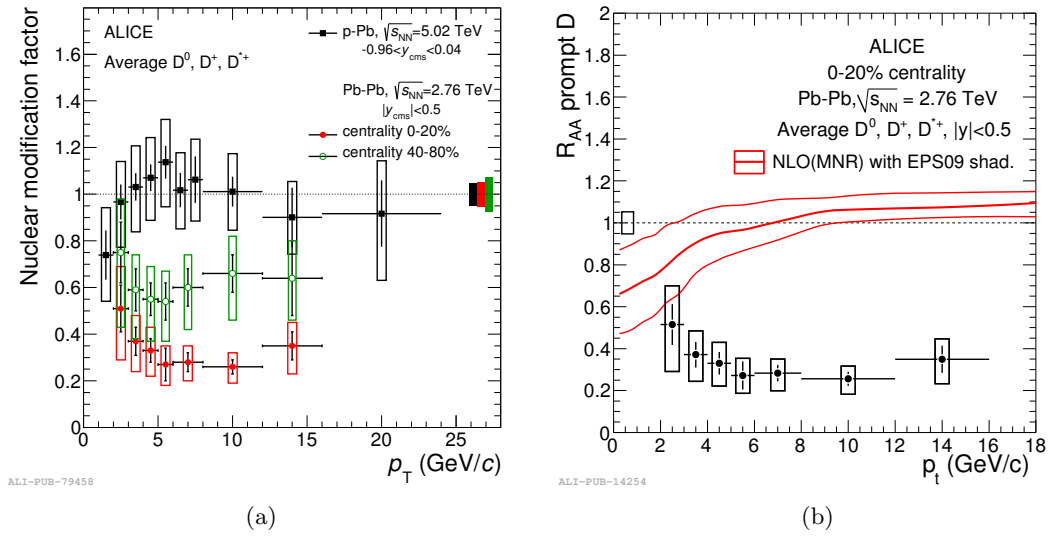 ALICE
Average D⁰, D⁺, D*⁺
p-Pb, √sNN=5.02 TeV
-0.96<ycms<0.04
Pb-Pb, √sNN=2.76 TeV
|ycms|<0.5
centrality 0-20%
centrality 40-80%
Nuclear modification factor
1.6
1.4
1.2
1
0.8
0.6
0.4
0.2
0
0 5 10 15 20 25
pT (GeV/c)
ALI-PUB-79458
(a)
RAA prompt D
2
1.8
1.6
1.4
1.2
1
0.8
0.6
0.4
0.2
0
ALICE
0-20% centrality
Pb-Pb,√sNN = 2.76 TeV
Average D⁰, D⁺, D*⁺, |y|<0.5
NLO(MNR) with EPS09 shad.
0 2 4 6 8 10 12 14 16 18
pt (GeV/c)
ALI-PUB-14254
(b)